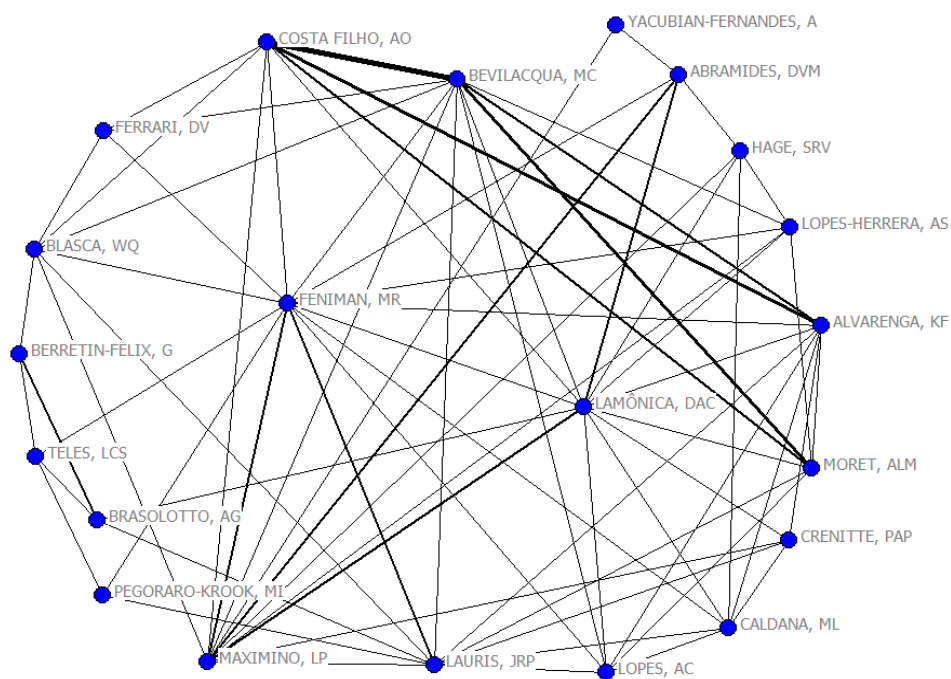 YACUBIAN-FERNANDES, A
COSTA FILHO, AO
BEVILACQUA, MC
ABRAMIDES, DVM
FERRARI, DV
HAGE, SRV
LOPES-HERRERA, AS
BLASCA, WQ
FENIMAN, MR
ALVARENGA, KF
BERRETIN-FELIX, G
LAMÔNICA, DAC
TELES, LCS
MORET, ALM
BRASOLOTTO, AG
CRENITTE, PAP
PEGORARO-KROOK, MI
CALDANA, ML
MAXIMINO, LP
LAURIS, JRP
LOPES, AC